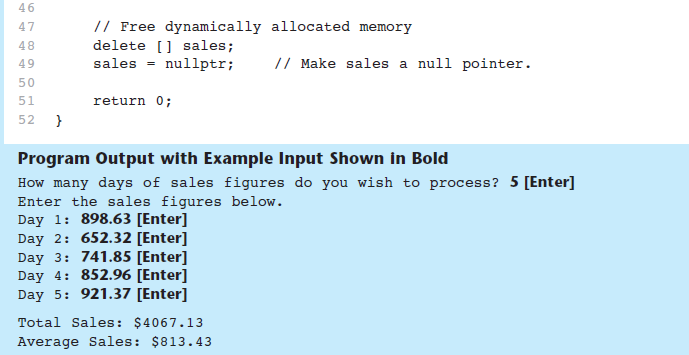 46
47 // Free dynamically allocated memory
48 delete [] sales;
49 sales = nullptr; // Make sales a null pointer.
50
51 return 0;
52 }
Program Output with Example Input Shown in Bold
How many days of sales figures do you wish to process? 5 [Enter]
Enter the sales figures below.
Day 1: 898.63 [Enter]
Day 2: 652.32 [Enter]
Day 3: 741.85 [Enter]
Day 4: 852.96 [Enter]
Day 5: 921.37 [Enter]
Total Sales: $4067.13
Average Sales: $813.43